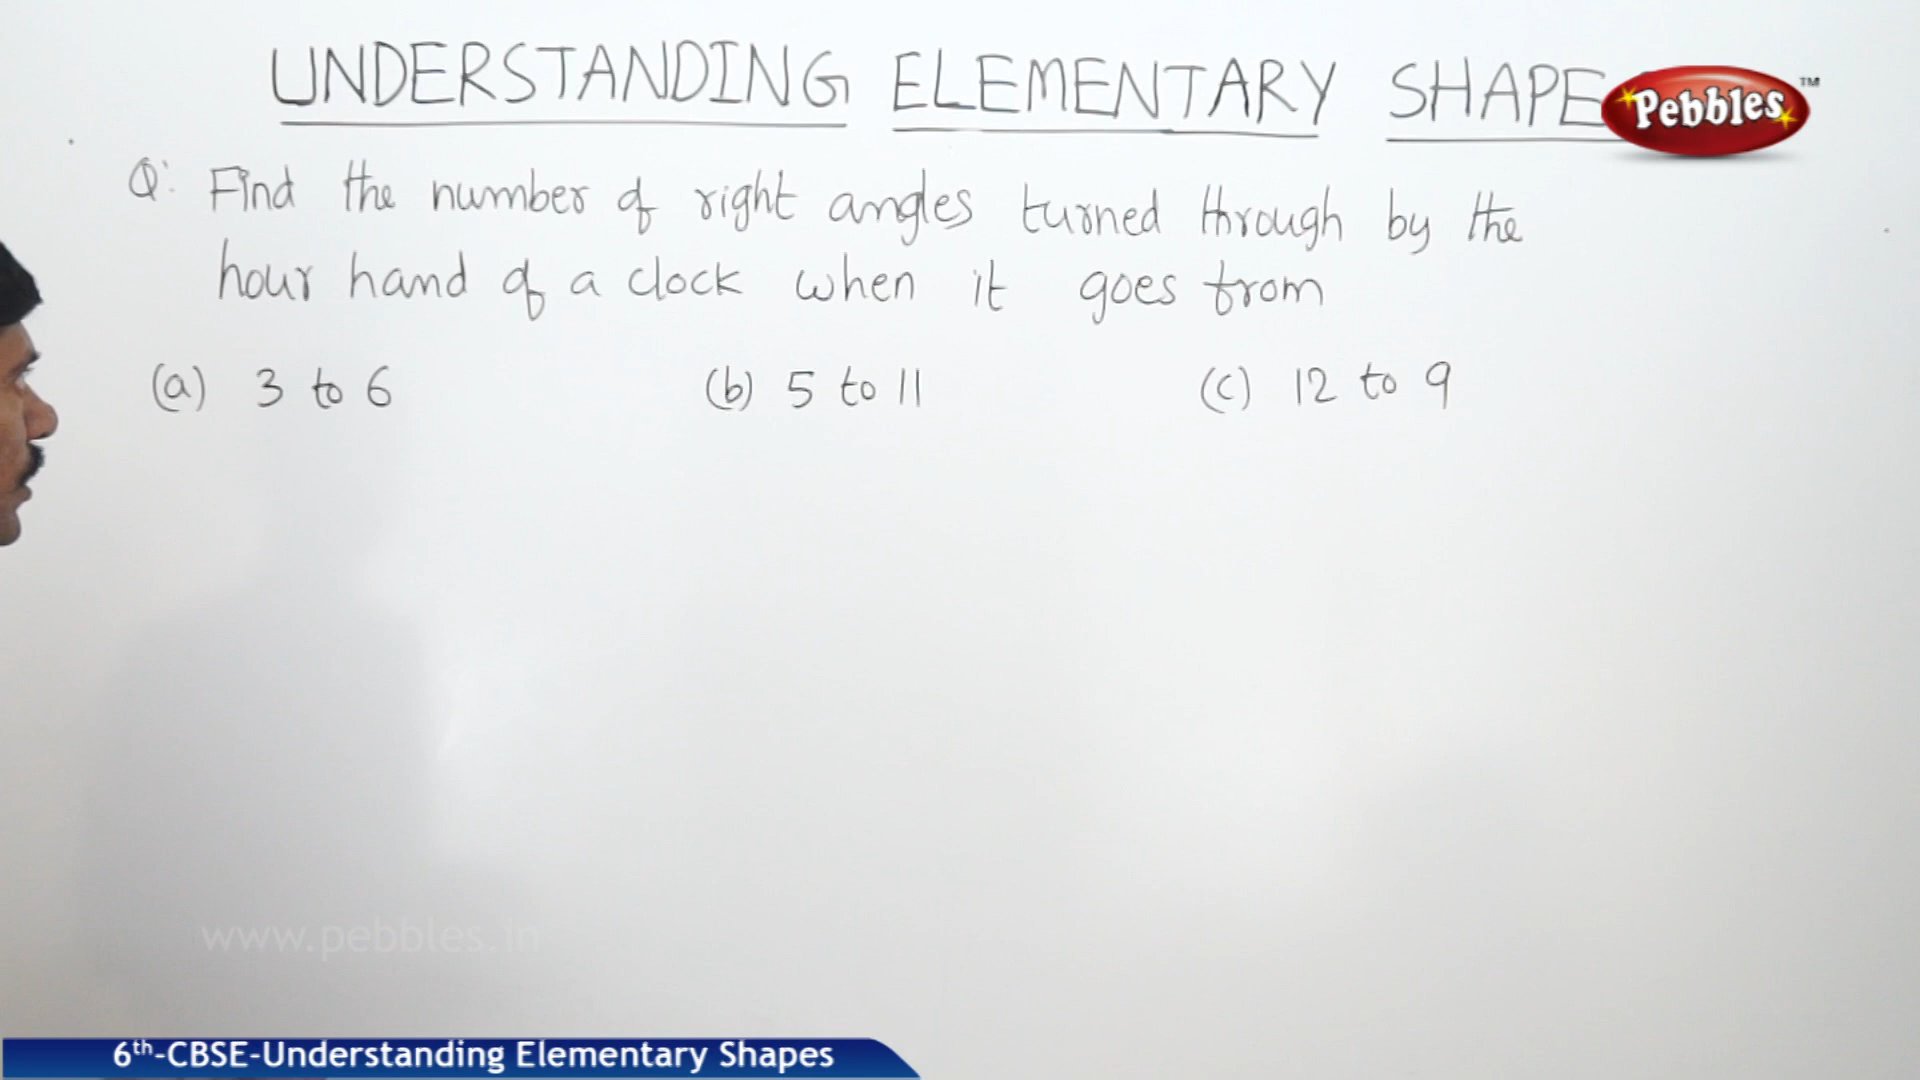 UNDERSTANDING ELEMENTARY SHAPE
Pebbles TM
Q: Find the number of right angles turned through by the
hour hand of a clock when it goes from
(a) 3 to 6 (b) 5 to 11 (c) 12 to 9
www.pebbles.in
6th-CBSE-Understanding Elementary Shapes